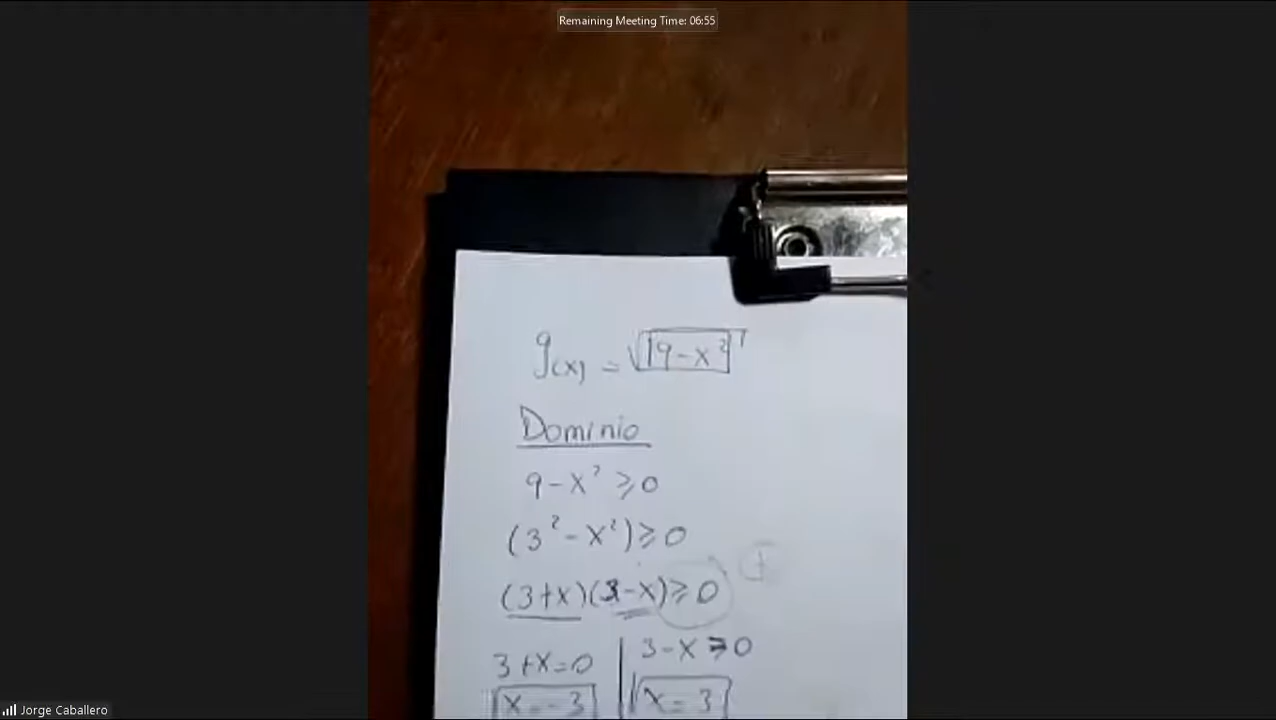 Remaining Meeting Time: 06:55
g(x) = √9-x²
Dominio
9-x² ≥0
(3²-x²)≥0
(3+x)(3-x)≥0 +
3+x=0 | 3-x=0
x=-3 | x=3
Jorge Caballero